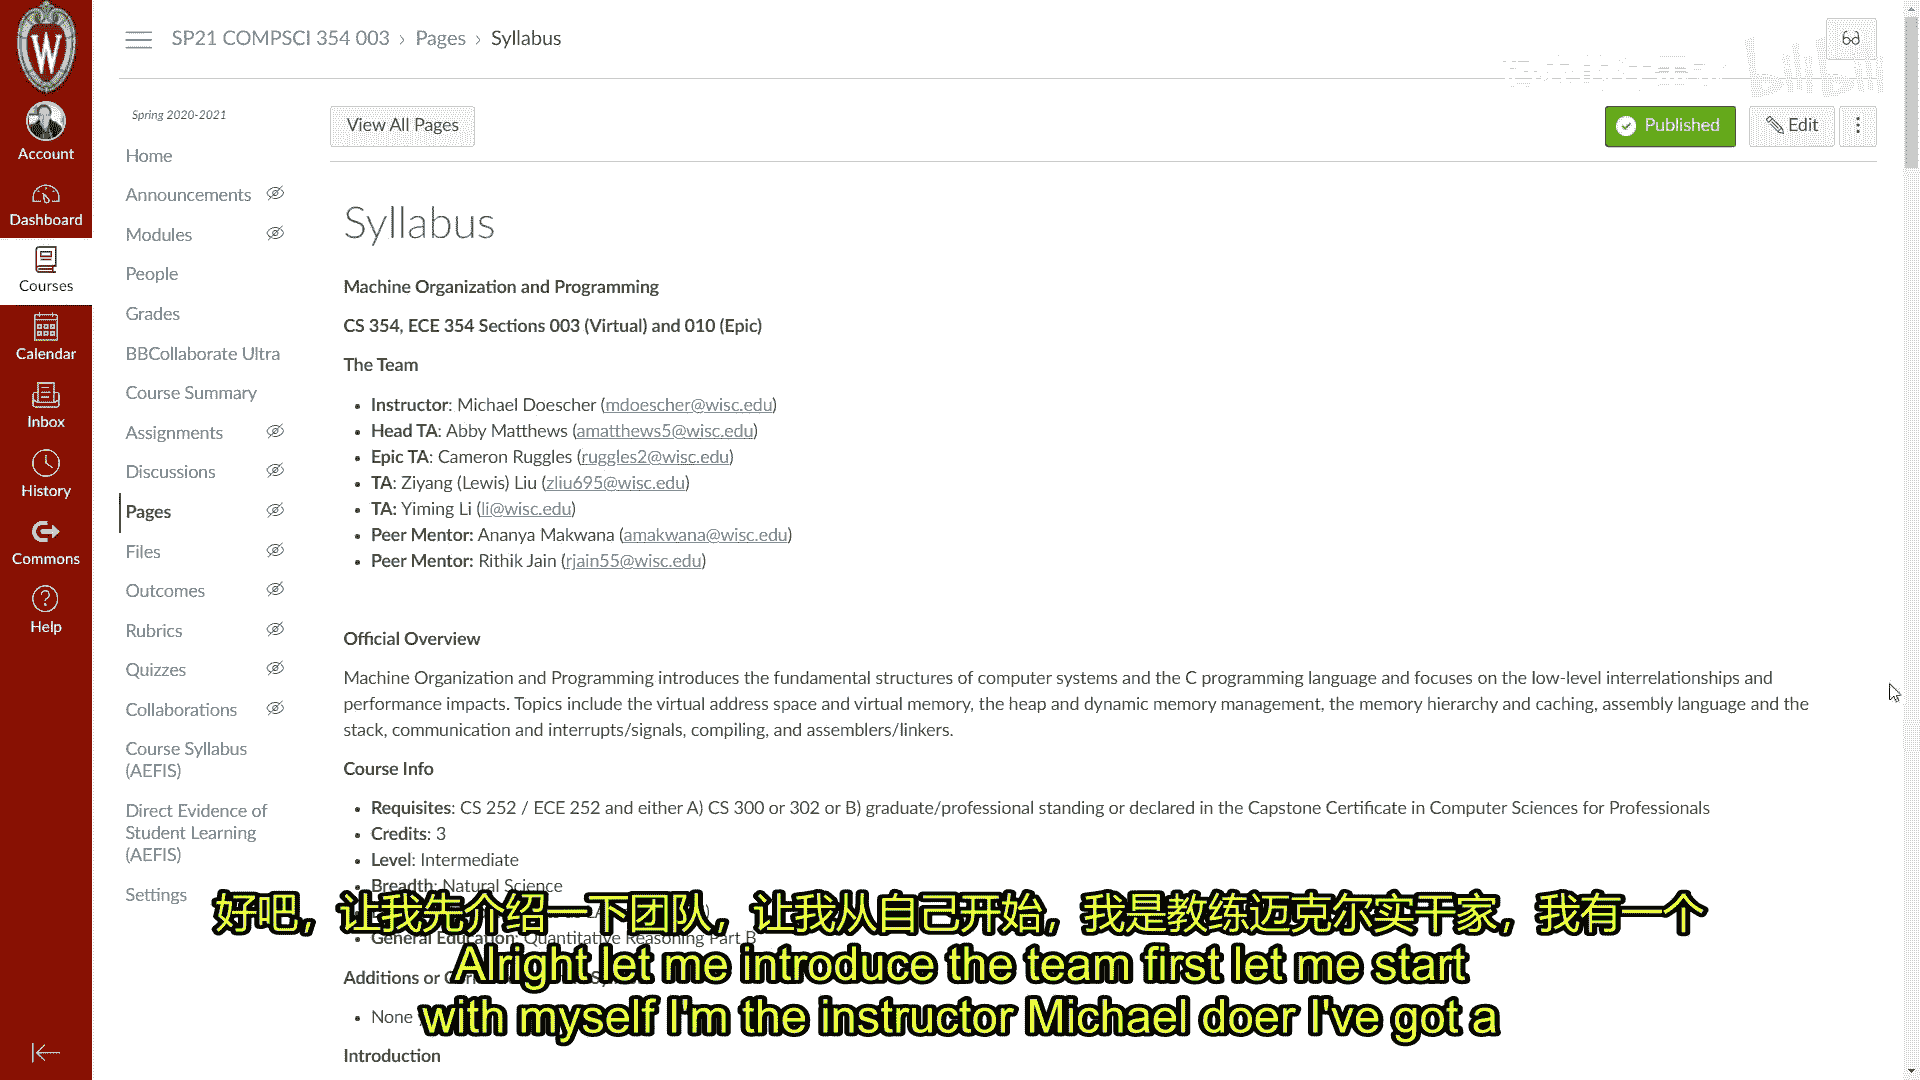 W
SP21 COMPSCI 354 003 › Pages › Syllabus
bilibili
Account
Dashboard
Courses
Calendar
Inbox
History
Commons
Help
Spring 2020-2021
Home
Announcements
Modules
People
Grades
BBCollaborate Ultra
Course Summary
Assignments
Discussions
Pages
Files
Outcomes
Rubrics
Quizzes
Collaborations
Course Syllabus
(AEFIS)
Direct Evidence of
Student Learning
(AEFIS)
Settings
View All Pages
Published
Edit
Syllabus
Machine Organization and Programming
CS 354, ECE 354 Sections 003 (Virtual) and 010 (Epic)
The Team
• Instructor: Michael Doescher (mdoescher@wisc.edu)
• Head TA: Abby Matthews (amatthews5@wisc.edu)
• Epic TA: Cameron Ruggles (ruggles2@wisc.edu)
• TA: Ziyang (Lewis) Liu (zliu695@wisc.edu)
• TA: Yiming Li (li@wisc.edu)
• Peer Mentor: Ananya Makwana (amakwana@wisc.edu)
• Peer Mentor: Rithik Jain (rjain55@wisc.edu)
Official Overview
Machine Organization and Programming introduces the fundamental structures of computer systems and the C programming language and focuses on the low-level interrelationships and
performance impacts. Topics include the virtual address space and virtual memory, the heap and dynamic memory management, the memory hierarchy and caching, assembly language and the
stack, communication and interrupts/signals, compiling, and assemblers/linkers.
Course Info
• Requisites: CS 252 / ECE 252 and either A) CS 300 or 302 or B) graduate/professional standing or declared in the Capstone Certificate in Computer Sciences for Professionals
• Credits: 3
• Level: Intermediate
• Breadth: Natural Science
• General Education: Quantitative Reasoning Part B
Additions or
• None
Introduction
好吧，让我先介绍一下团队，让我从自己开始，我是教练迈克尔实干家，我有一个
Alright let me introduce the team first let me start
with myself I'm the instructor Michael doer I've got a